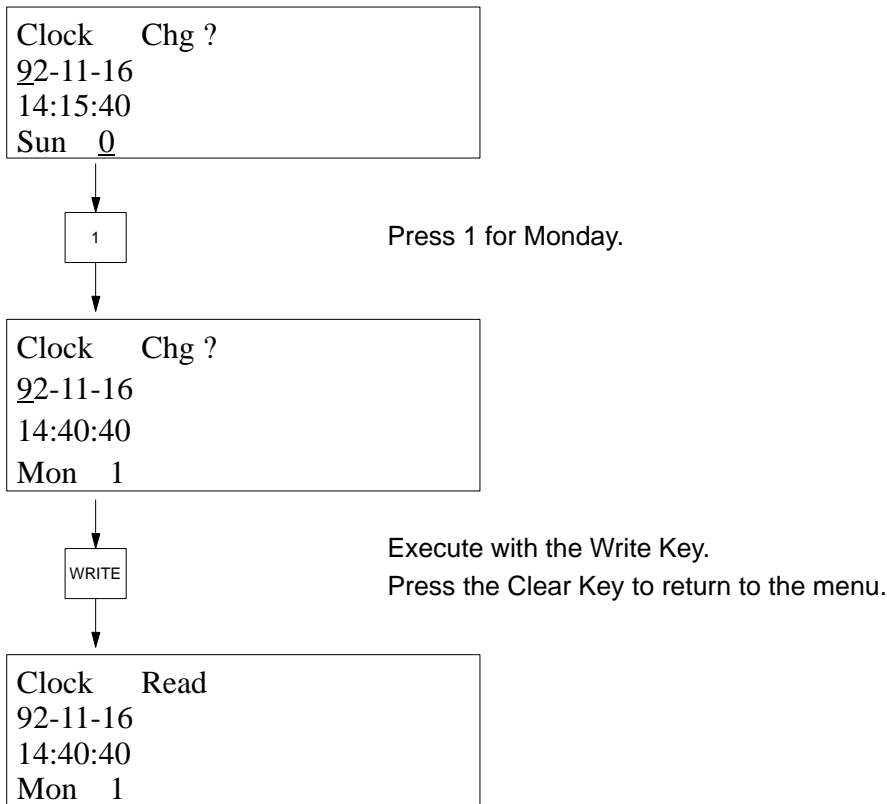 Clock Chg ?
92-11-16
14:15:40
Sun 0
1
Press 1 for Monday.
Clock Chg ?
92-11-16
14:40:40
Mon 1
WRITE
Execute with the Write Key.
Press the Clear Key to return to the menu.
Clock Read
92-11-16
14:40:40
Mon 1